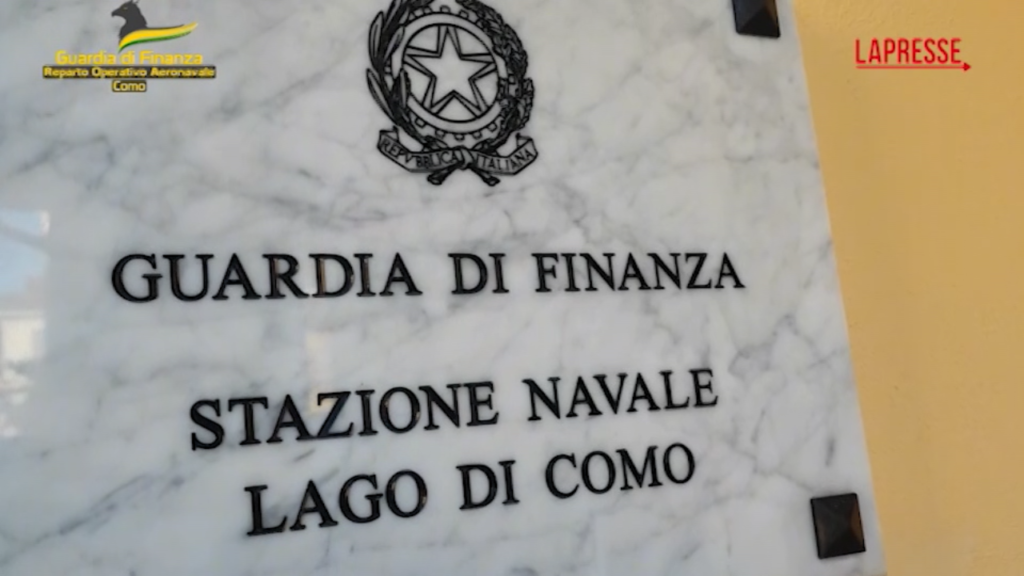 Guardia di Finanza
Reparto Operativo Aeronavale
Como
LAPRESSE
REPVBBLICA ITALIANA
GUARDIA DI FINANZA
STAZIONE NAVALE
LAGO DI COMO